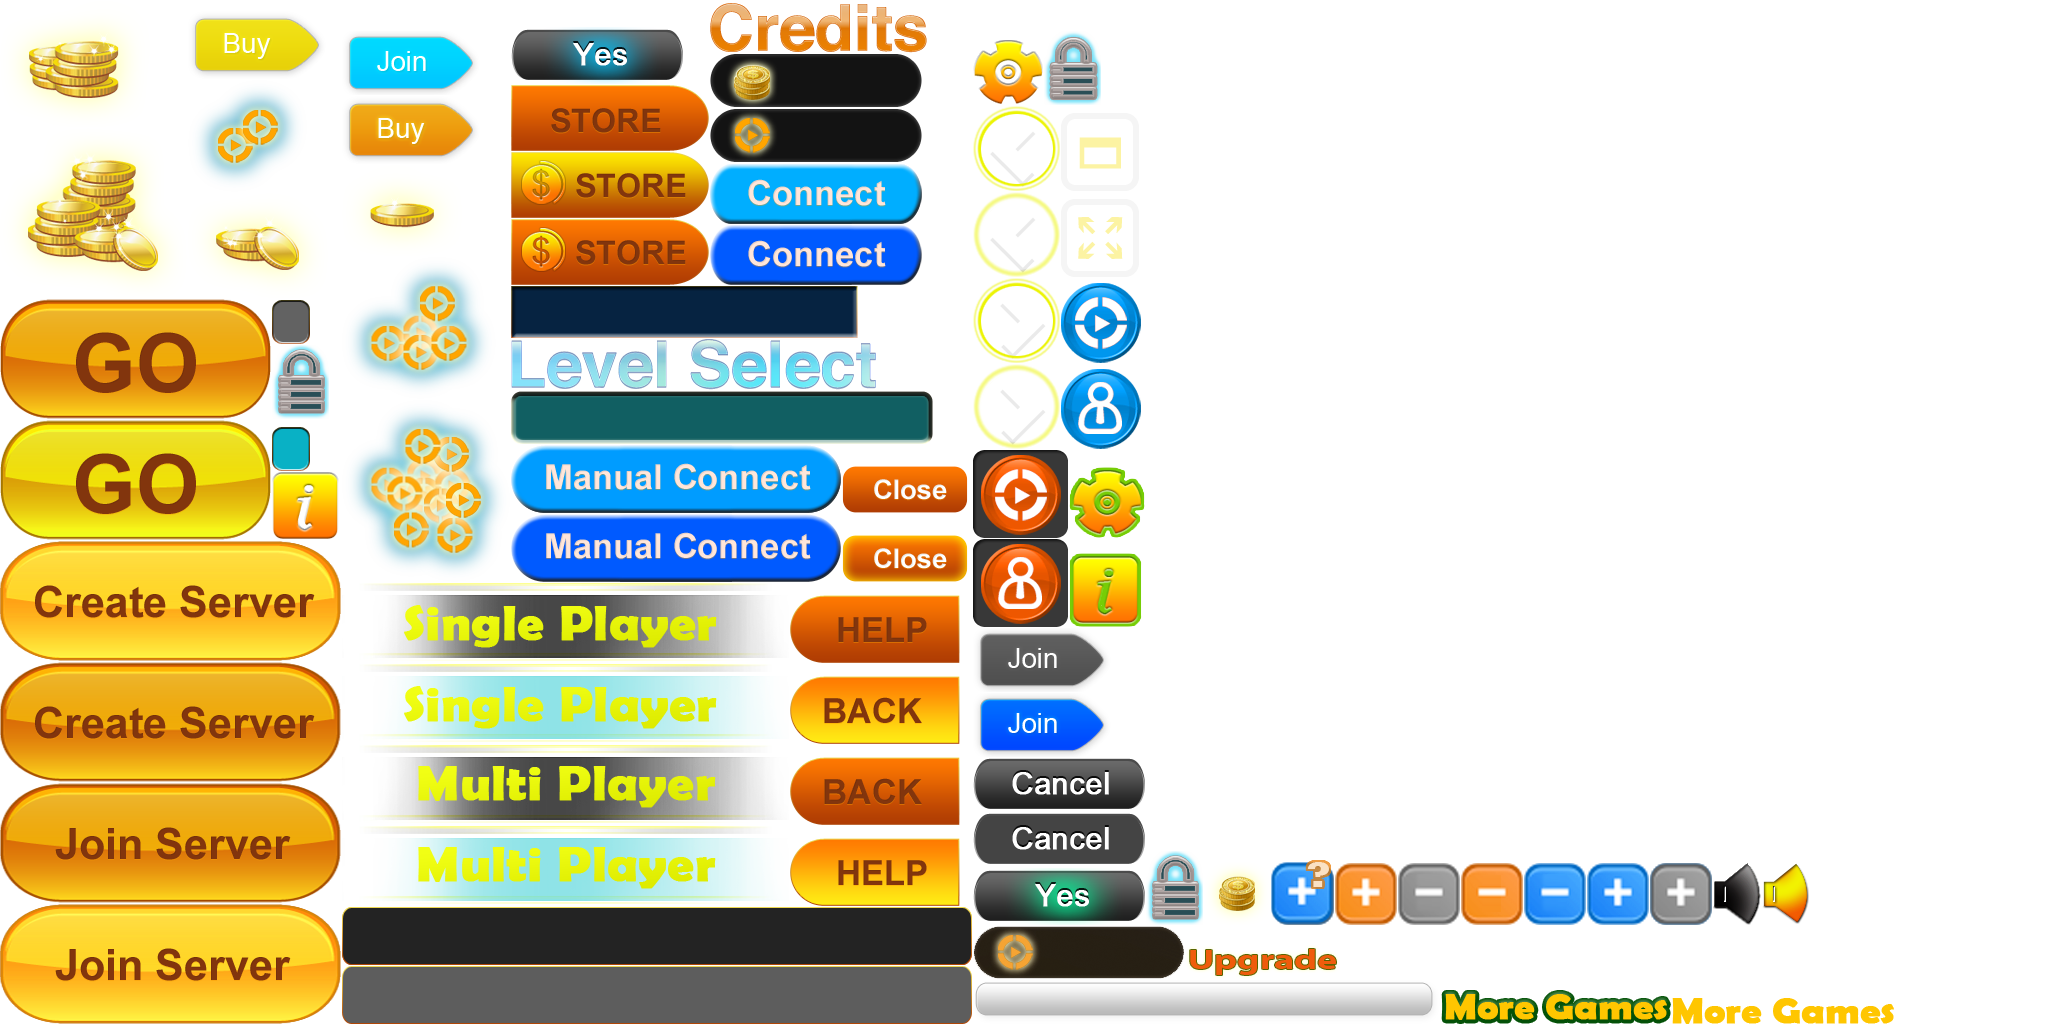 Credits
Buy
Join
Yes
Buy
STORE
$ STORE
$ STORE
Connect
Connect
GO
Level Select
GO
i
Manual Connect
Close
Manual Connect
Close
i
Create Server
Single Player
HELP
Join
Single Player
BACK
Create Server
Join
Multi Player
BACK
Cancel
Join Server
Cancel
Multi Player
HELP
Yes
?
Join Server
Upgrade
More Games
More Games